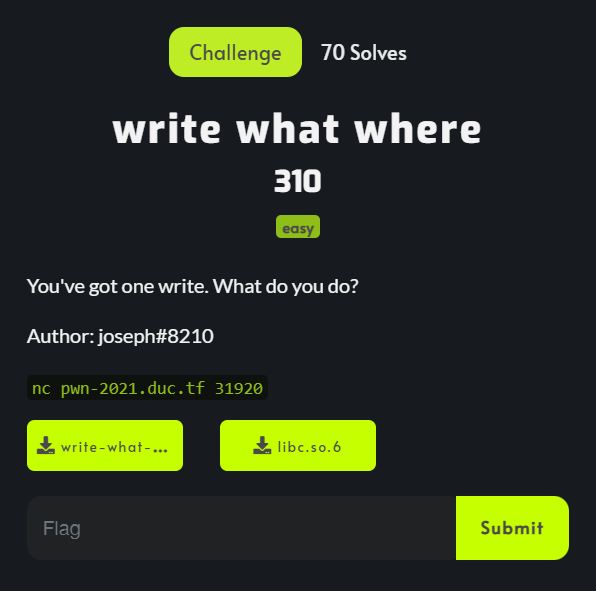 Challenge 70 Solves
write what where
310
easy
You've got one write. What do you do?
Author: joseph#8210
nc pwn-2021.duc.tf 31920
write-what-... libc.so.6
Flag Submit